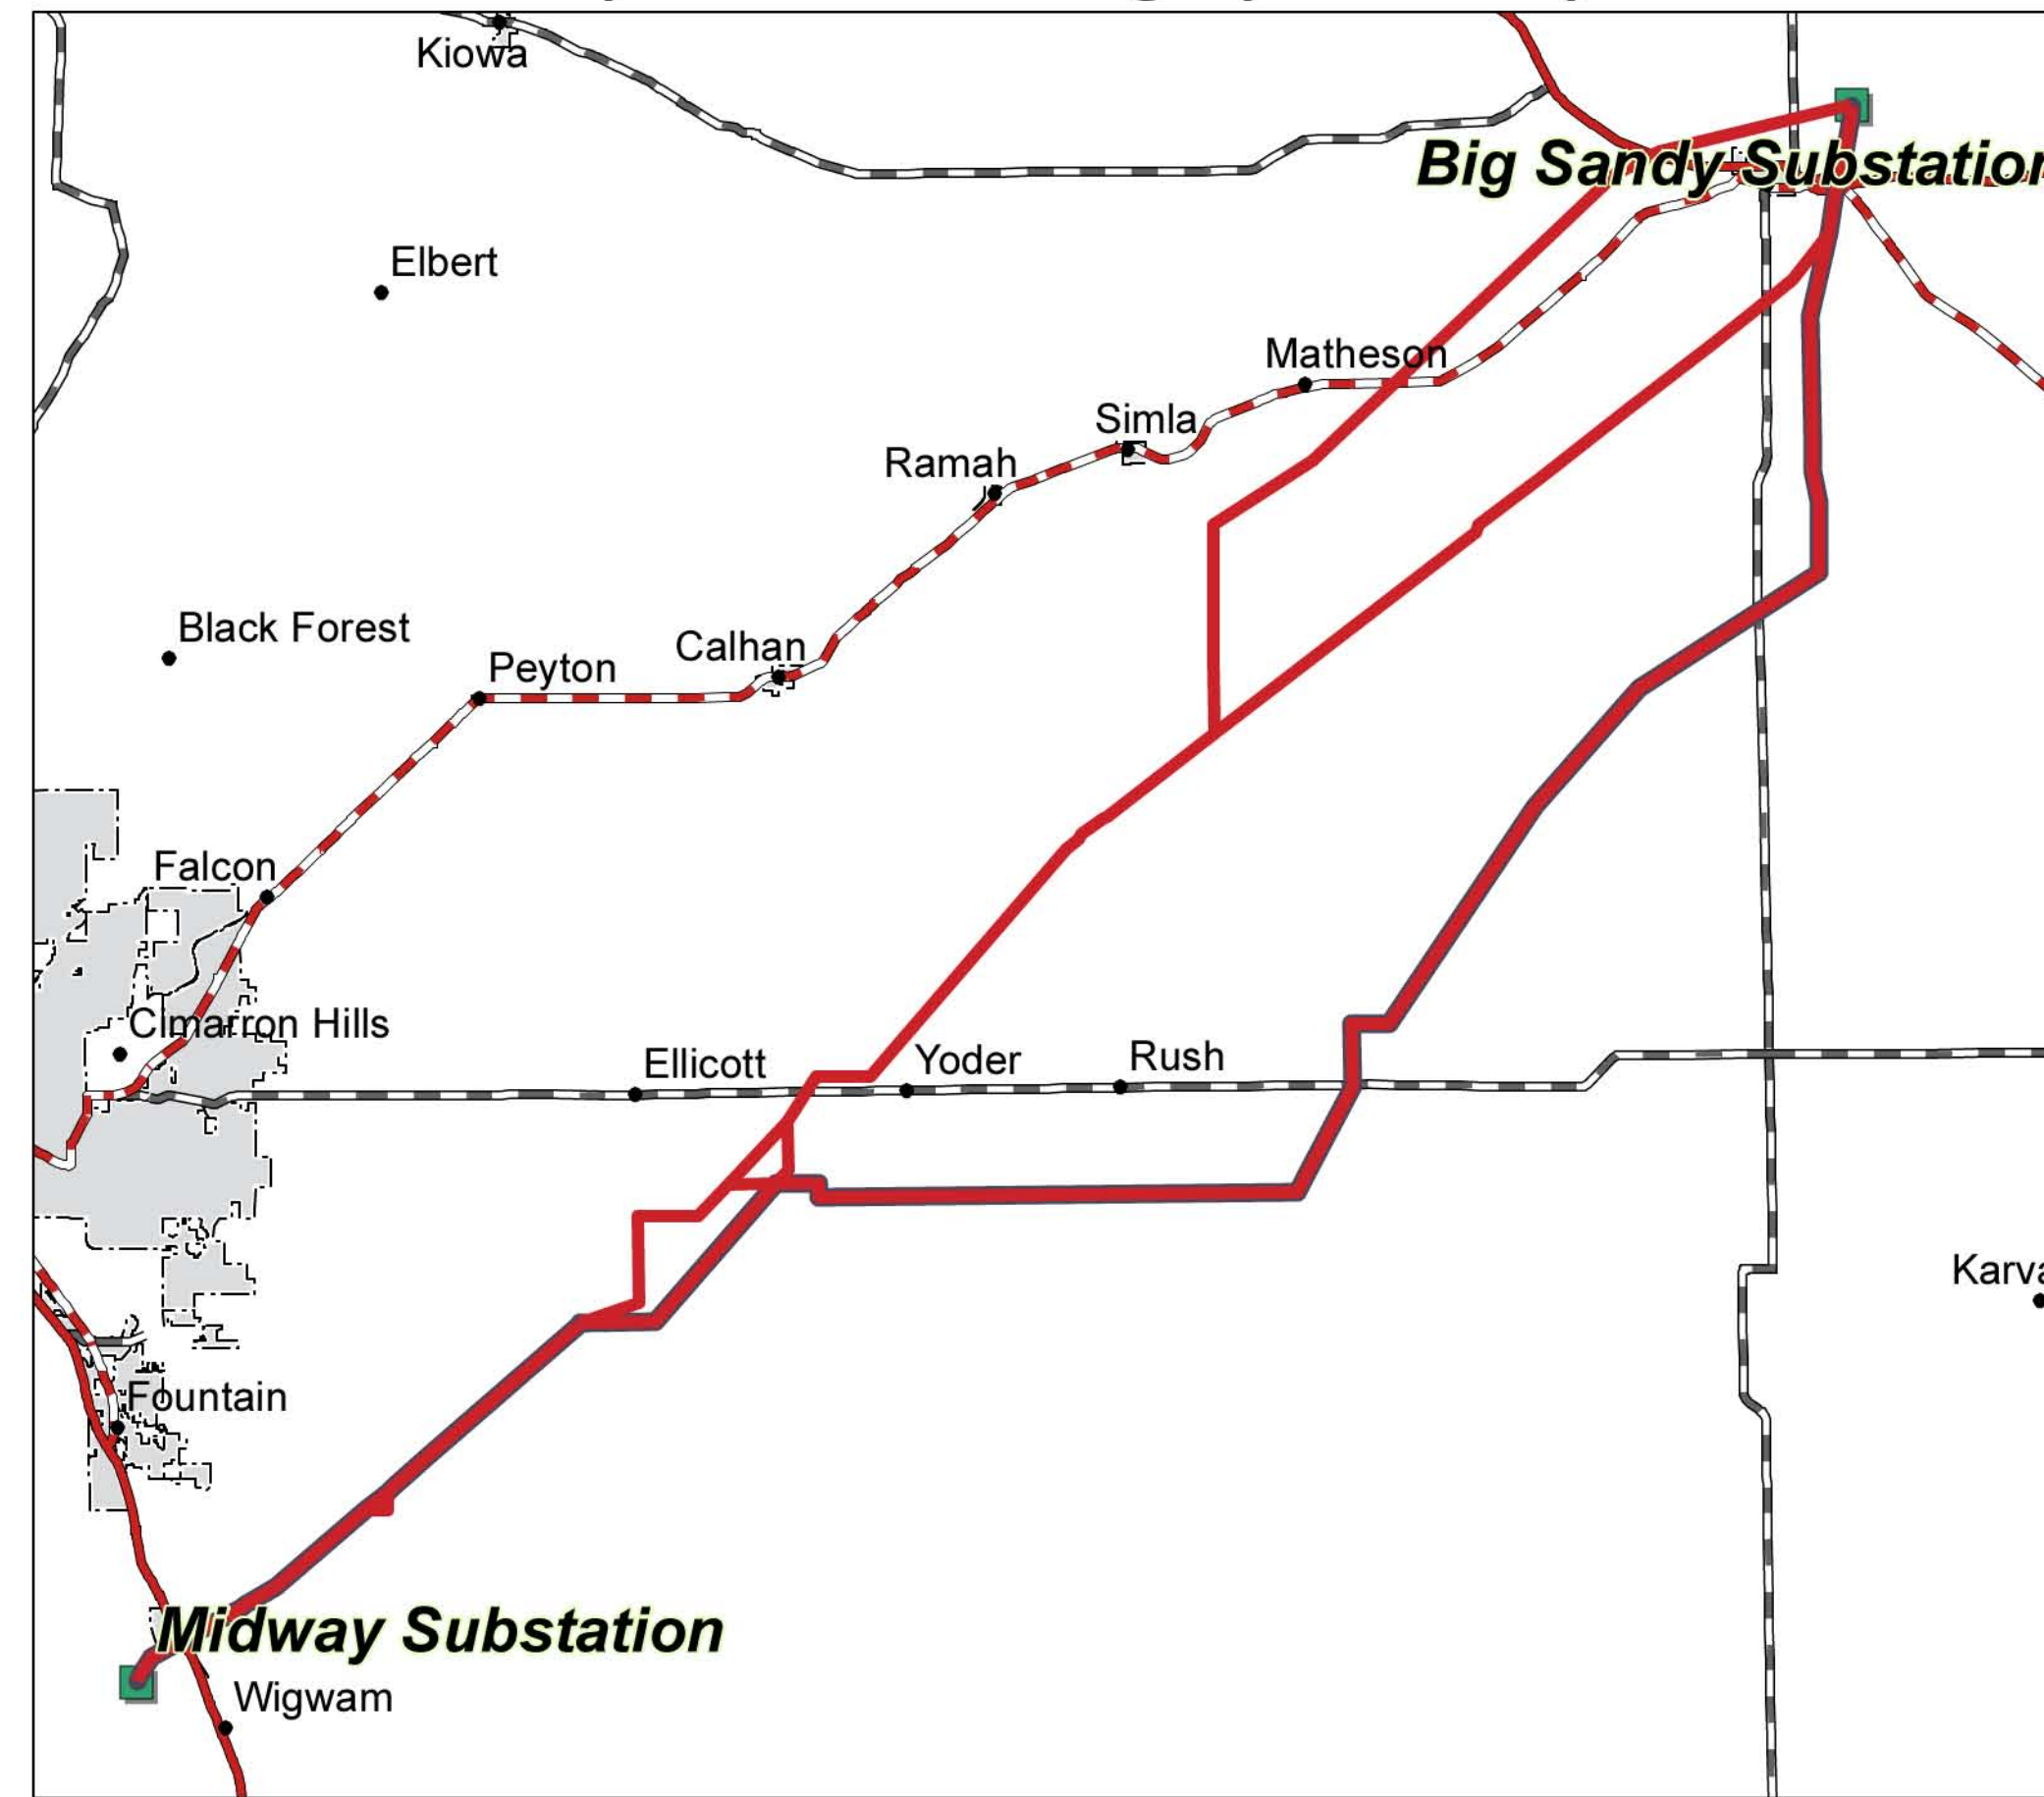 Kiowa
Big Sandy Substation
Elbert
Matheson
Simla
Ramah
Black Forest
Calhan
Peyton
Falcon
Cimarron Hills
Ellicott
Yoder
Rush
Karva
Fountain
Midway Substation
Wigwam